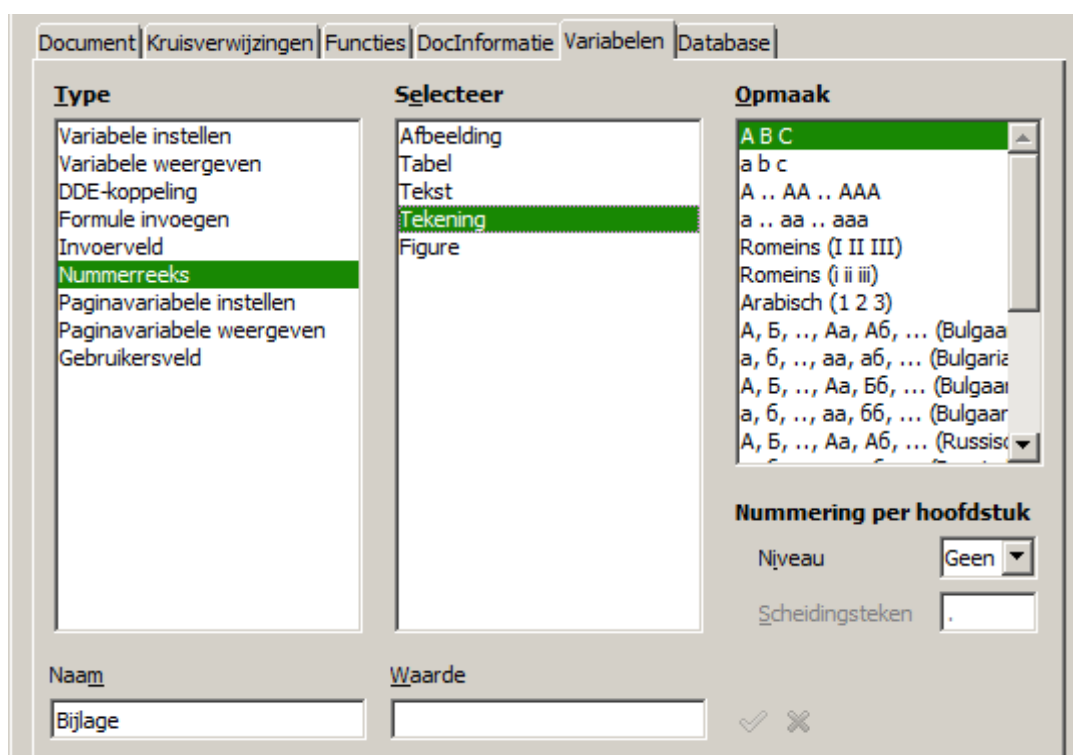 Document Kruisverwijzingen Functies DocInformatie Variabelen Database
Type
Variabele instellen
Variabele weergeven
DDE-koppeling
Formule invoegen
Invoerveld
Nummerreeks
Paginavariabele instellen
Paginavariabele weergeven
Gebruikersveld
Selecteer
Afbeelding
Tabel
Tekst
Tekening
Figure
Opmaak
A B C
a b c
A .. AA .. AAA
a .. aa .. aaa
Romeins (I II III)
Romeins (i ii iii)
Arabisch (1 2 3)
А, Б, .., Аа, Аб, ... (Bulgaa
а, б, .., аа, аб, ... (Bulgaria
А, Б, .., Аа, Бб, ... (Bulgaar
а, б, .., аа, бб, ... (Bulgaar
А, Б, .., Аа, Аб, ... (Russisc
Nummering per hoofdstuk
Niveau Geen
Scheidingsteken .
Naam
Bijlage
Waarde